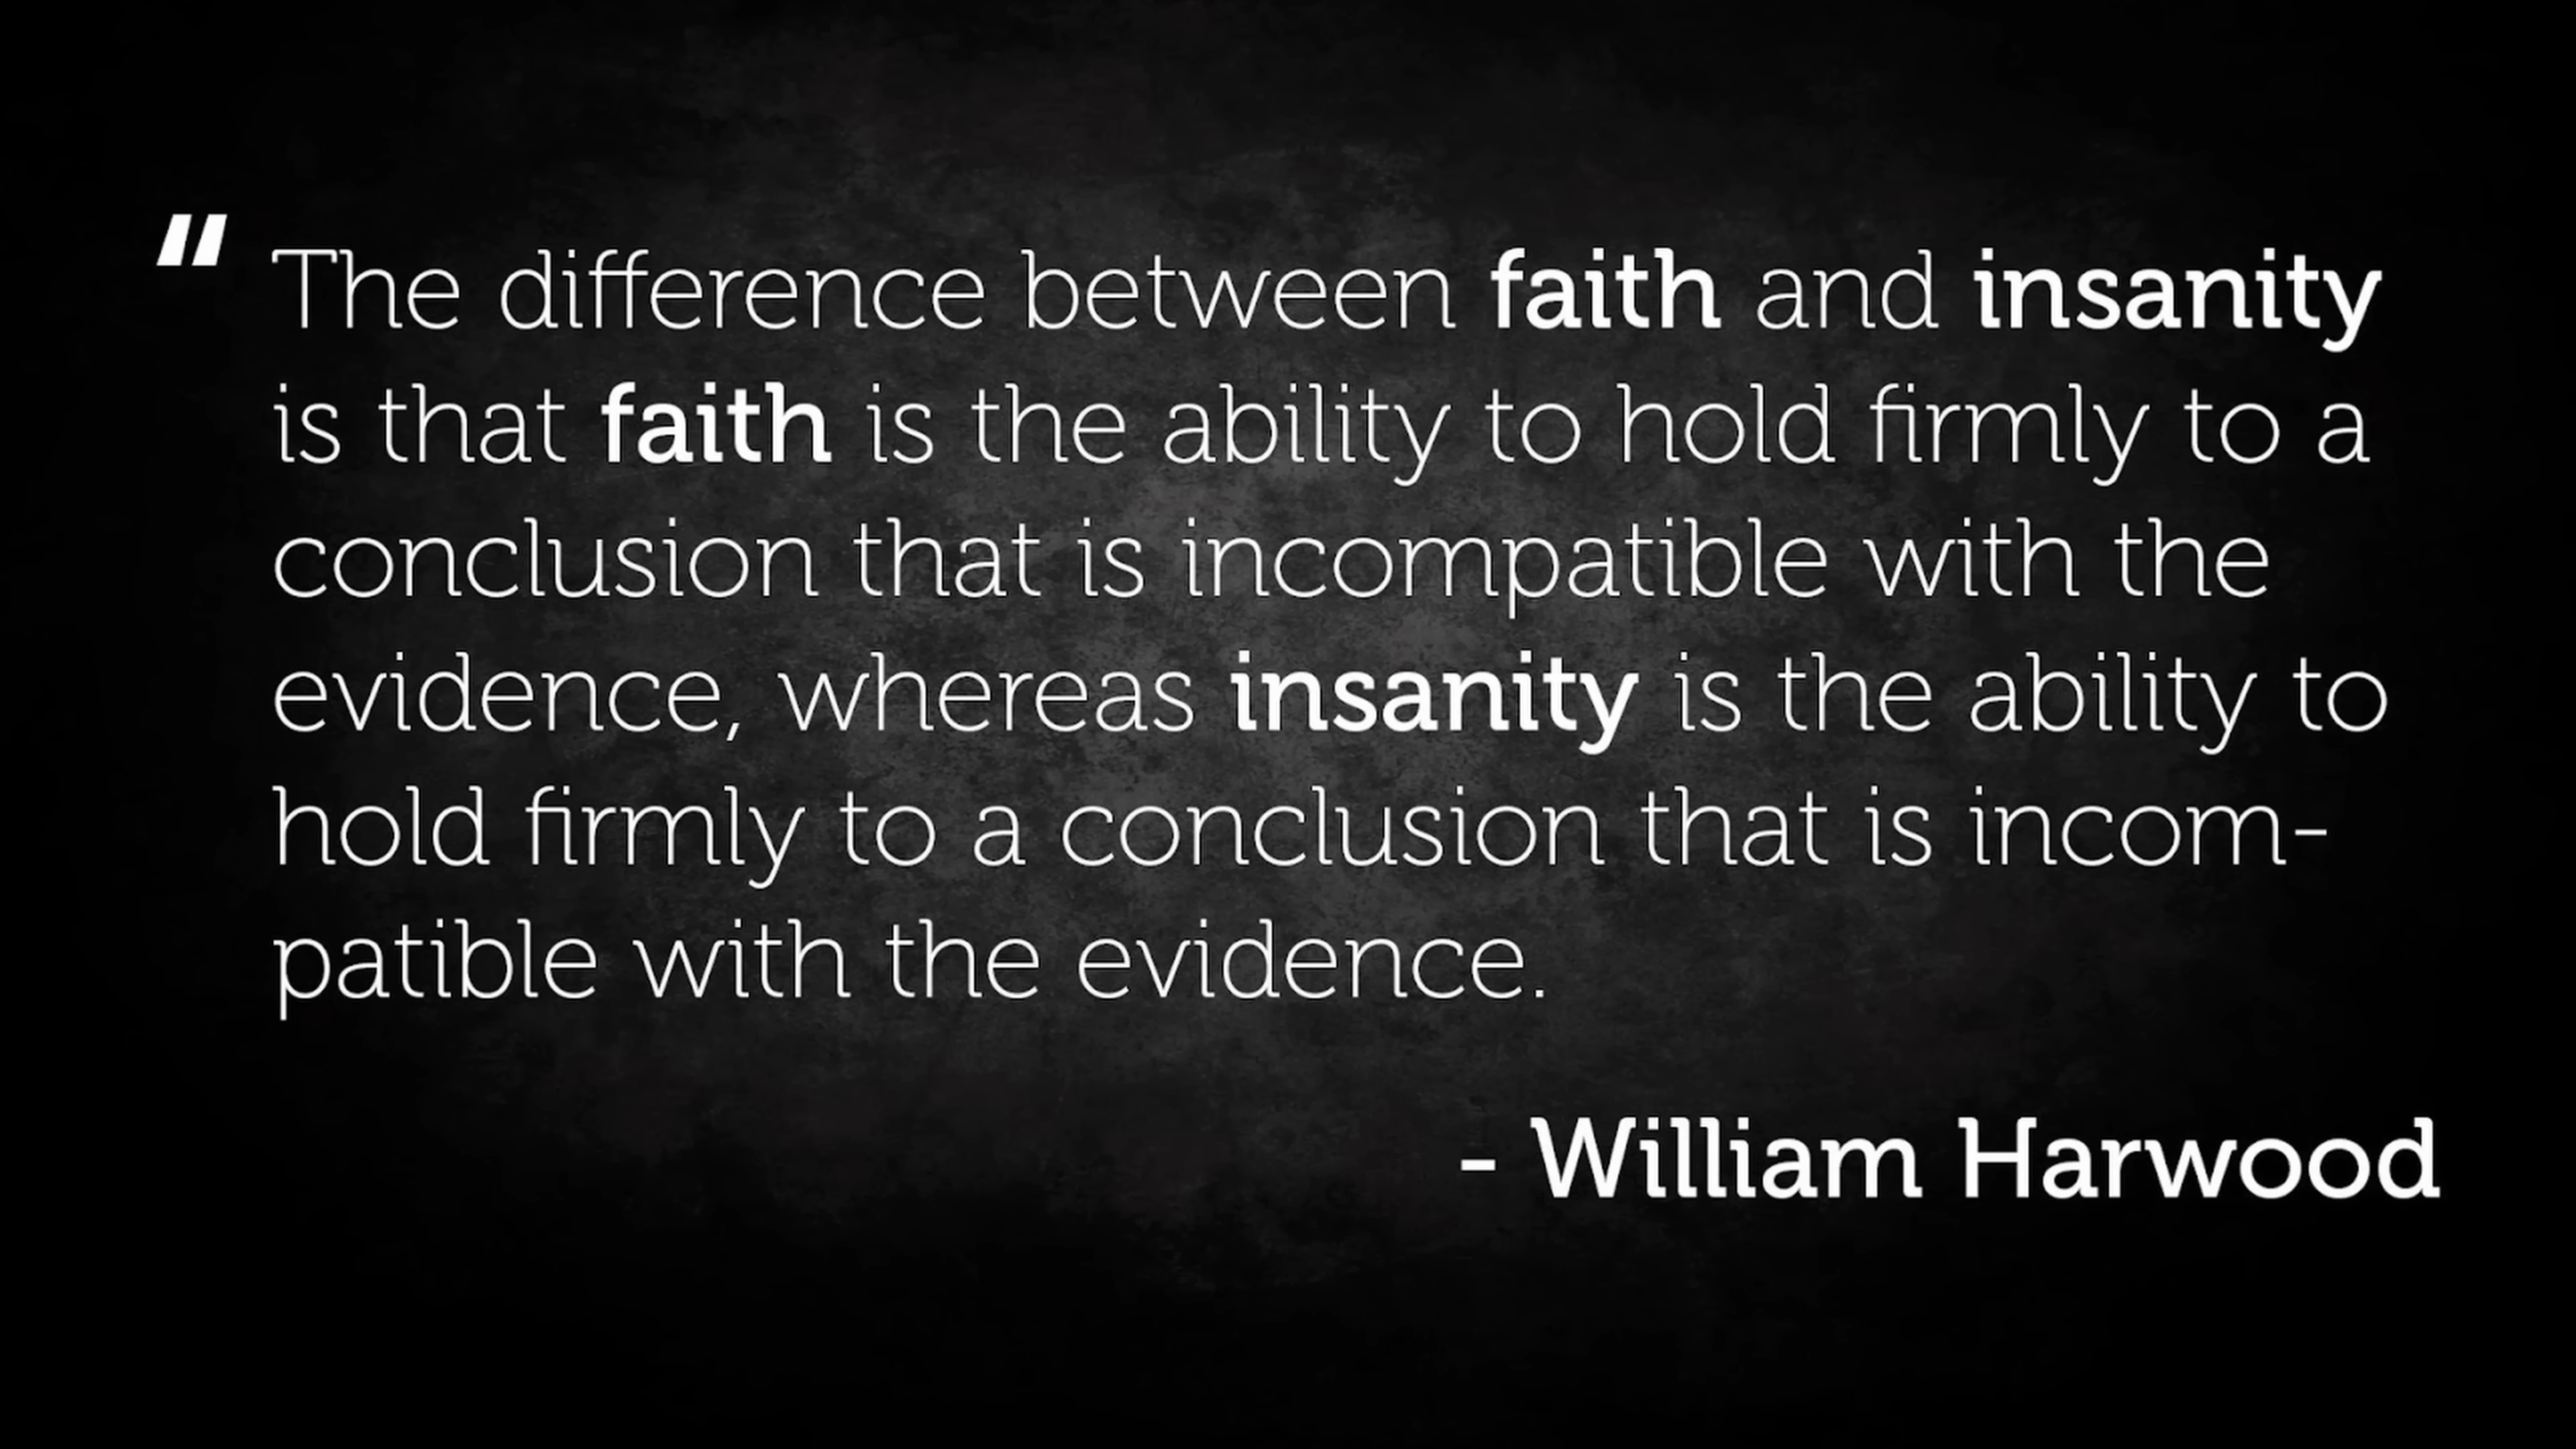 " The difference between faith and insanity
is that faith is the ability to hold firmly to a
conclusion that is incompatible with the
evidence, whereas insanity is the ability to
hold firmly to a conclusion that is incom-
patible with the evidence.
- William Harwood